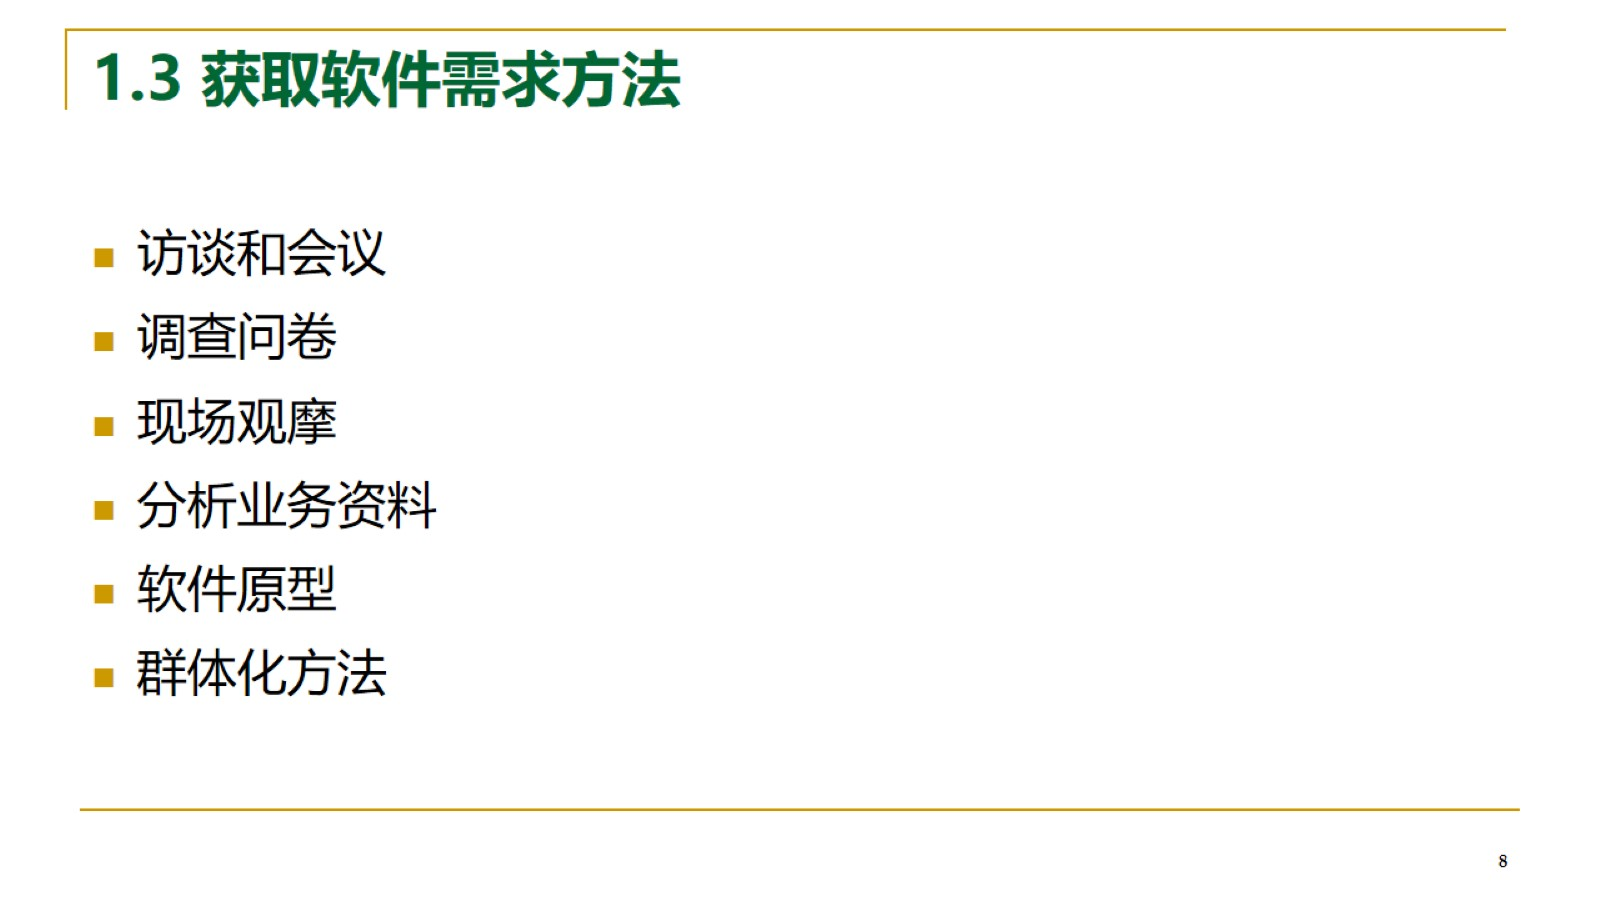 1.3 获取软件需求方法
■ 访谈和会议
■ 调查问卷
■ 现场观摩
■ 分析业务资料
■ 软件原型
■ 群体化方法
8